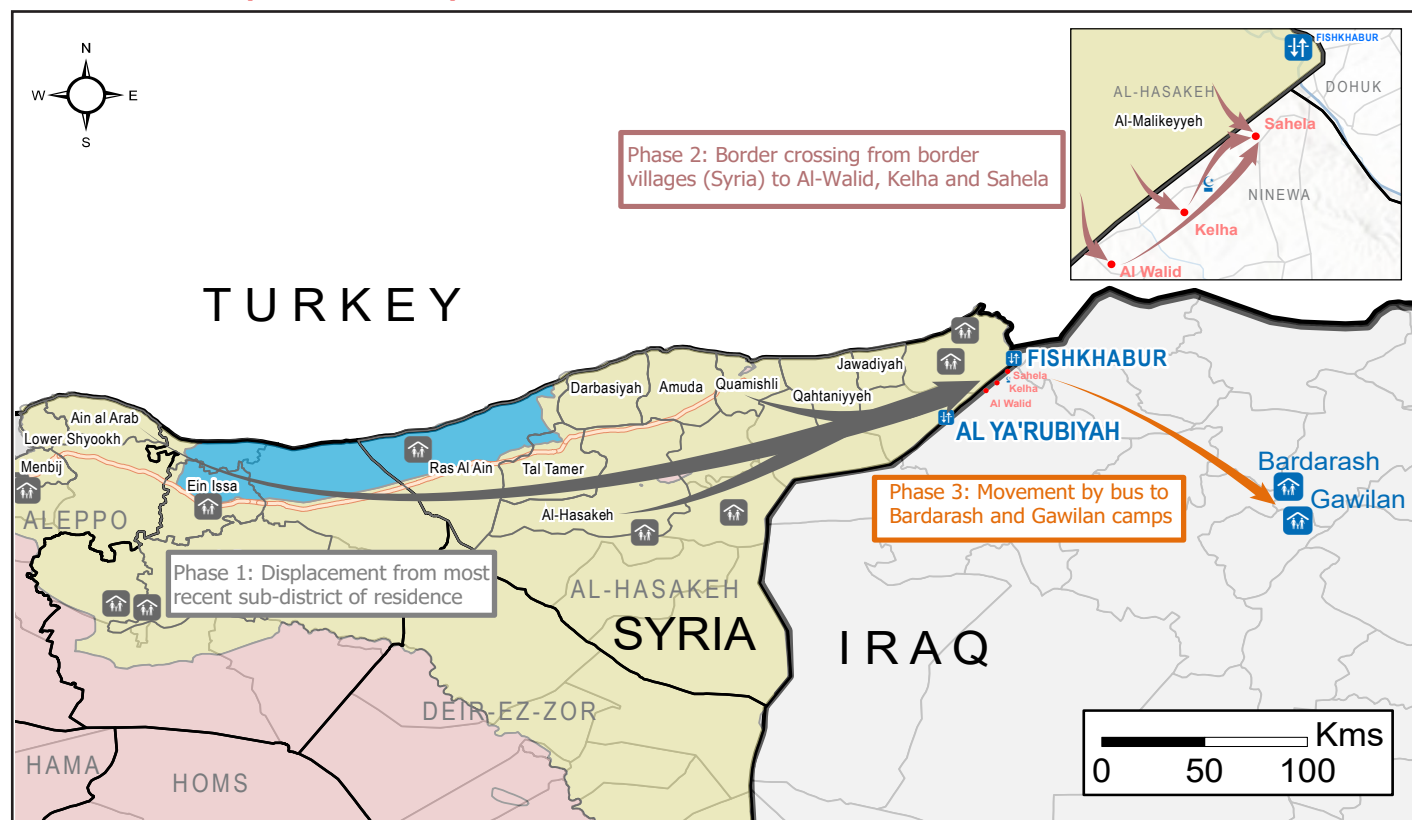 N
W
E
S
FISHKHABUR
DOHUK
AL-HASAKEH
Al-Malikeyyeh
Sahela
NINEWA
Kelha
Al Walid
Phase 2: Border crossing from border
villages (Syria) to Al-Walid, Kelha and Sahela
TURKEY
Jawadiyah
FISHKHABUR
Sahela
Kelha
Al Walid
Darbasiyah
Amuda
Quamishli
Qahtaniyyeh
Ain al Arab
Lower Shyookh
AL YA'RUBIYAH
Menbij
Ras Al Ain
Tal Tamer
Ein Issa
Bardarash
Gawilan
Phase 3: Movement by bus to
Bardarash and Gawilan camps
ALEPPO
Al-Hasakeh
Phase 1: Displacement from most
recent sub-district of residence
AL-HASAKEH
SYRIA
IRAQ
DEIR-EZ-ZOR
HAMA
HOMS
Kms
0 50 100